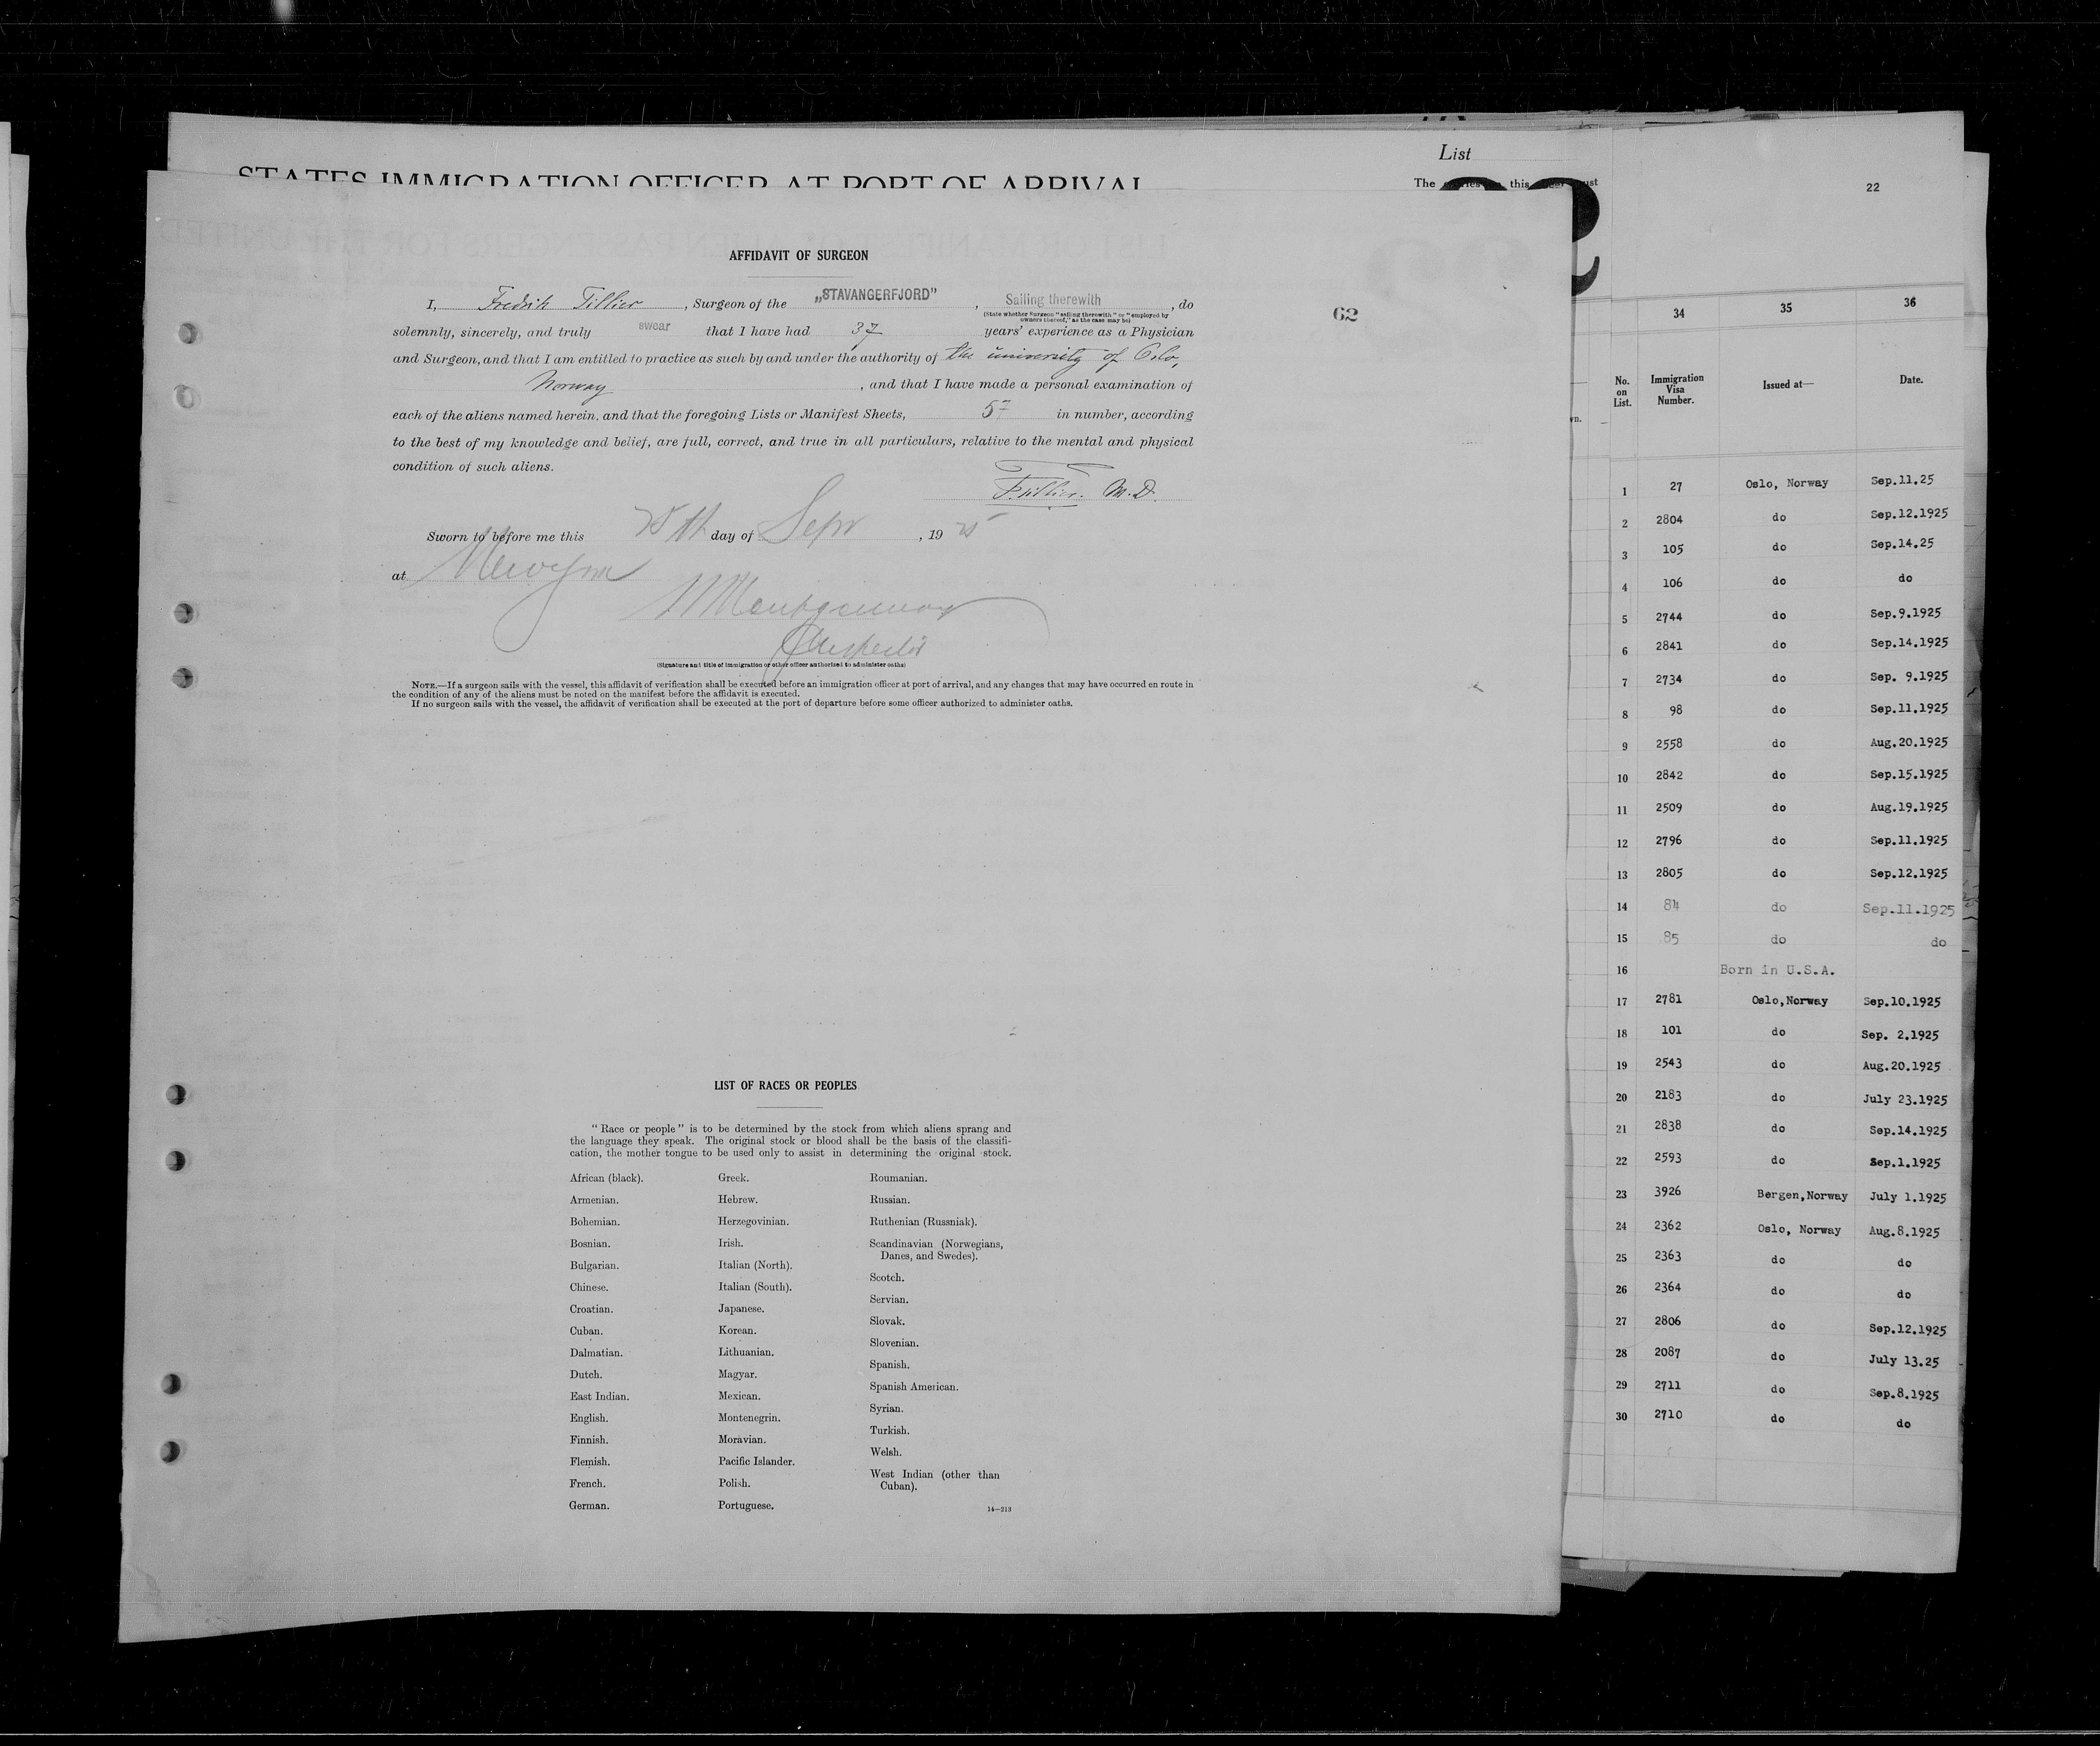 List
STATES IMMIGRATION OFFICER AT PORT OF ARRIVAL
The this
22
AFFIDAVIT OF SURGEON
I, Fredrik Tillier, Surgeon of the „STAVANGERFJORD", Sailing therewith, do
(State whether Surgeon "sailing therewith" or "employed by owners thereof," as the case may be)
62
solemnly, sincerely, and truly swear that I have had 37 years' experience as a Physician
and Surgeon, and that I am entitled to practice as such by and under the authority of the university of Oslo,
Norway, and that I have made a personal examination of
each of the aliens named herein, and that the foregoing Lists or Manifest Sheets, 57 in number, according
to the best of my knowledge and belief, are full, correct, and true in all particulars, relative to the mental and physical
condition of such aliens.
F. Tillier. M.D.
Sworn to before me this 25th day of Sept, 1925
at New York
Montgomery
Inspector
(Signature and title of immigration or other officer authorized to administer oaths)
NOTE.—If a surgeon sails with the vessel, this affidavit of verification shall be executed before an immigration officer at port of arrival, and any changes that may have occurred en route in
the condition of any of the aliens must be noted on the manifest before the affidavit is executed.
If no surgeon sails with the vessel, the affidavit of verification shall be executed at the port of departure before some officer authorized to administer oaths.
LIST OF RACES OR PEOPLES
"Race or people" is to be determined by the stock from which aliens sprang and
the language they speak. The original stock or blood shall be the basis of the classifi-
cation, the mother tongue to be used only to assist in determining the original stock.
African (black).
Armenian.
Bohemian.
Bosnian.
Bulgarian.
Chinese.
Croatian.
Cuban.
Dalmatian.
Dutch.
East Indian.
English.
Finnish.
Flemish.
French.
German.
Greek.
Hebrew.
Herzegovinian.
Irish.
Italian (North).
Italian (South).
Japanese.
Korean.
Lithuanian.
Magyar.
Mexican.
Montenegrin.
Moravian.
Pacific Islander.
Polish.
Portuguese.
Roumanian.
Russian.
Ruthenian (Russniak).
Scandinavian (Norwegians,
Danes, and Swedes).
Scotch.
Servian.
Slovak.
Slovenian.
Spanish.
Spanish American.
Syrian.
Turkish.
Welsh.
West Indian (other than
Cuban).
14—213
34 35 36
No. on List. Immigration Visa Number. Issued at— Date.
1 27 Oslo, Norway Sep.11.25
2 2804 do Sep.12.1925
3 105 do Sep.14.25
4 106 do do
5 2744 do Sep.9.1925
6 2841 do Sep.14.1925
7 2734 do Sep. 9.1925
8 98 do Sep.11.1925
9 2558 do Aug.20.1925
10 2842 do Sep.15.1925
11 2509 do Aug.19.1925
12 2796 do Sep.11.1925
13 2805 do Sep.12.1925
14 84 do Sep.11.1925
15 85 do do
16 Born in U.S.A.
17 2781 Oslo,Norway Sep.10.1925
18 101 do Sep. 2.1925
19 2543 do Aug.20.1925
20 2183 do July 23.1925
21 2838 do Sep.14.1925
22 2593 do Sep.1.1925
23 3926 Bergen,Norway July 1.1925
24 2362 Oslo, Norway Aug.8.1925
25 2363 do do
26 2364 do do
27 2806 do Sep.12.1925
28 2087 do July 13.25
29 2711 do Sep.8.1925
30 2710 do do